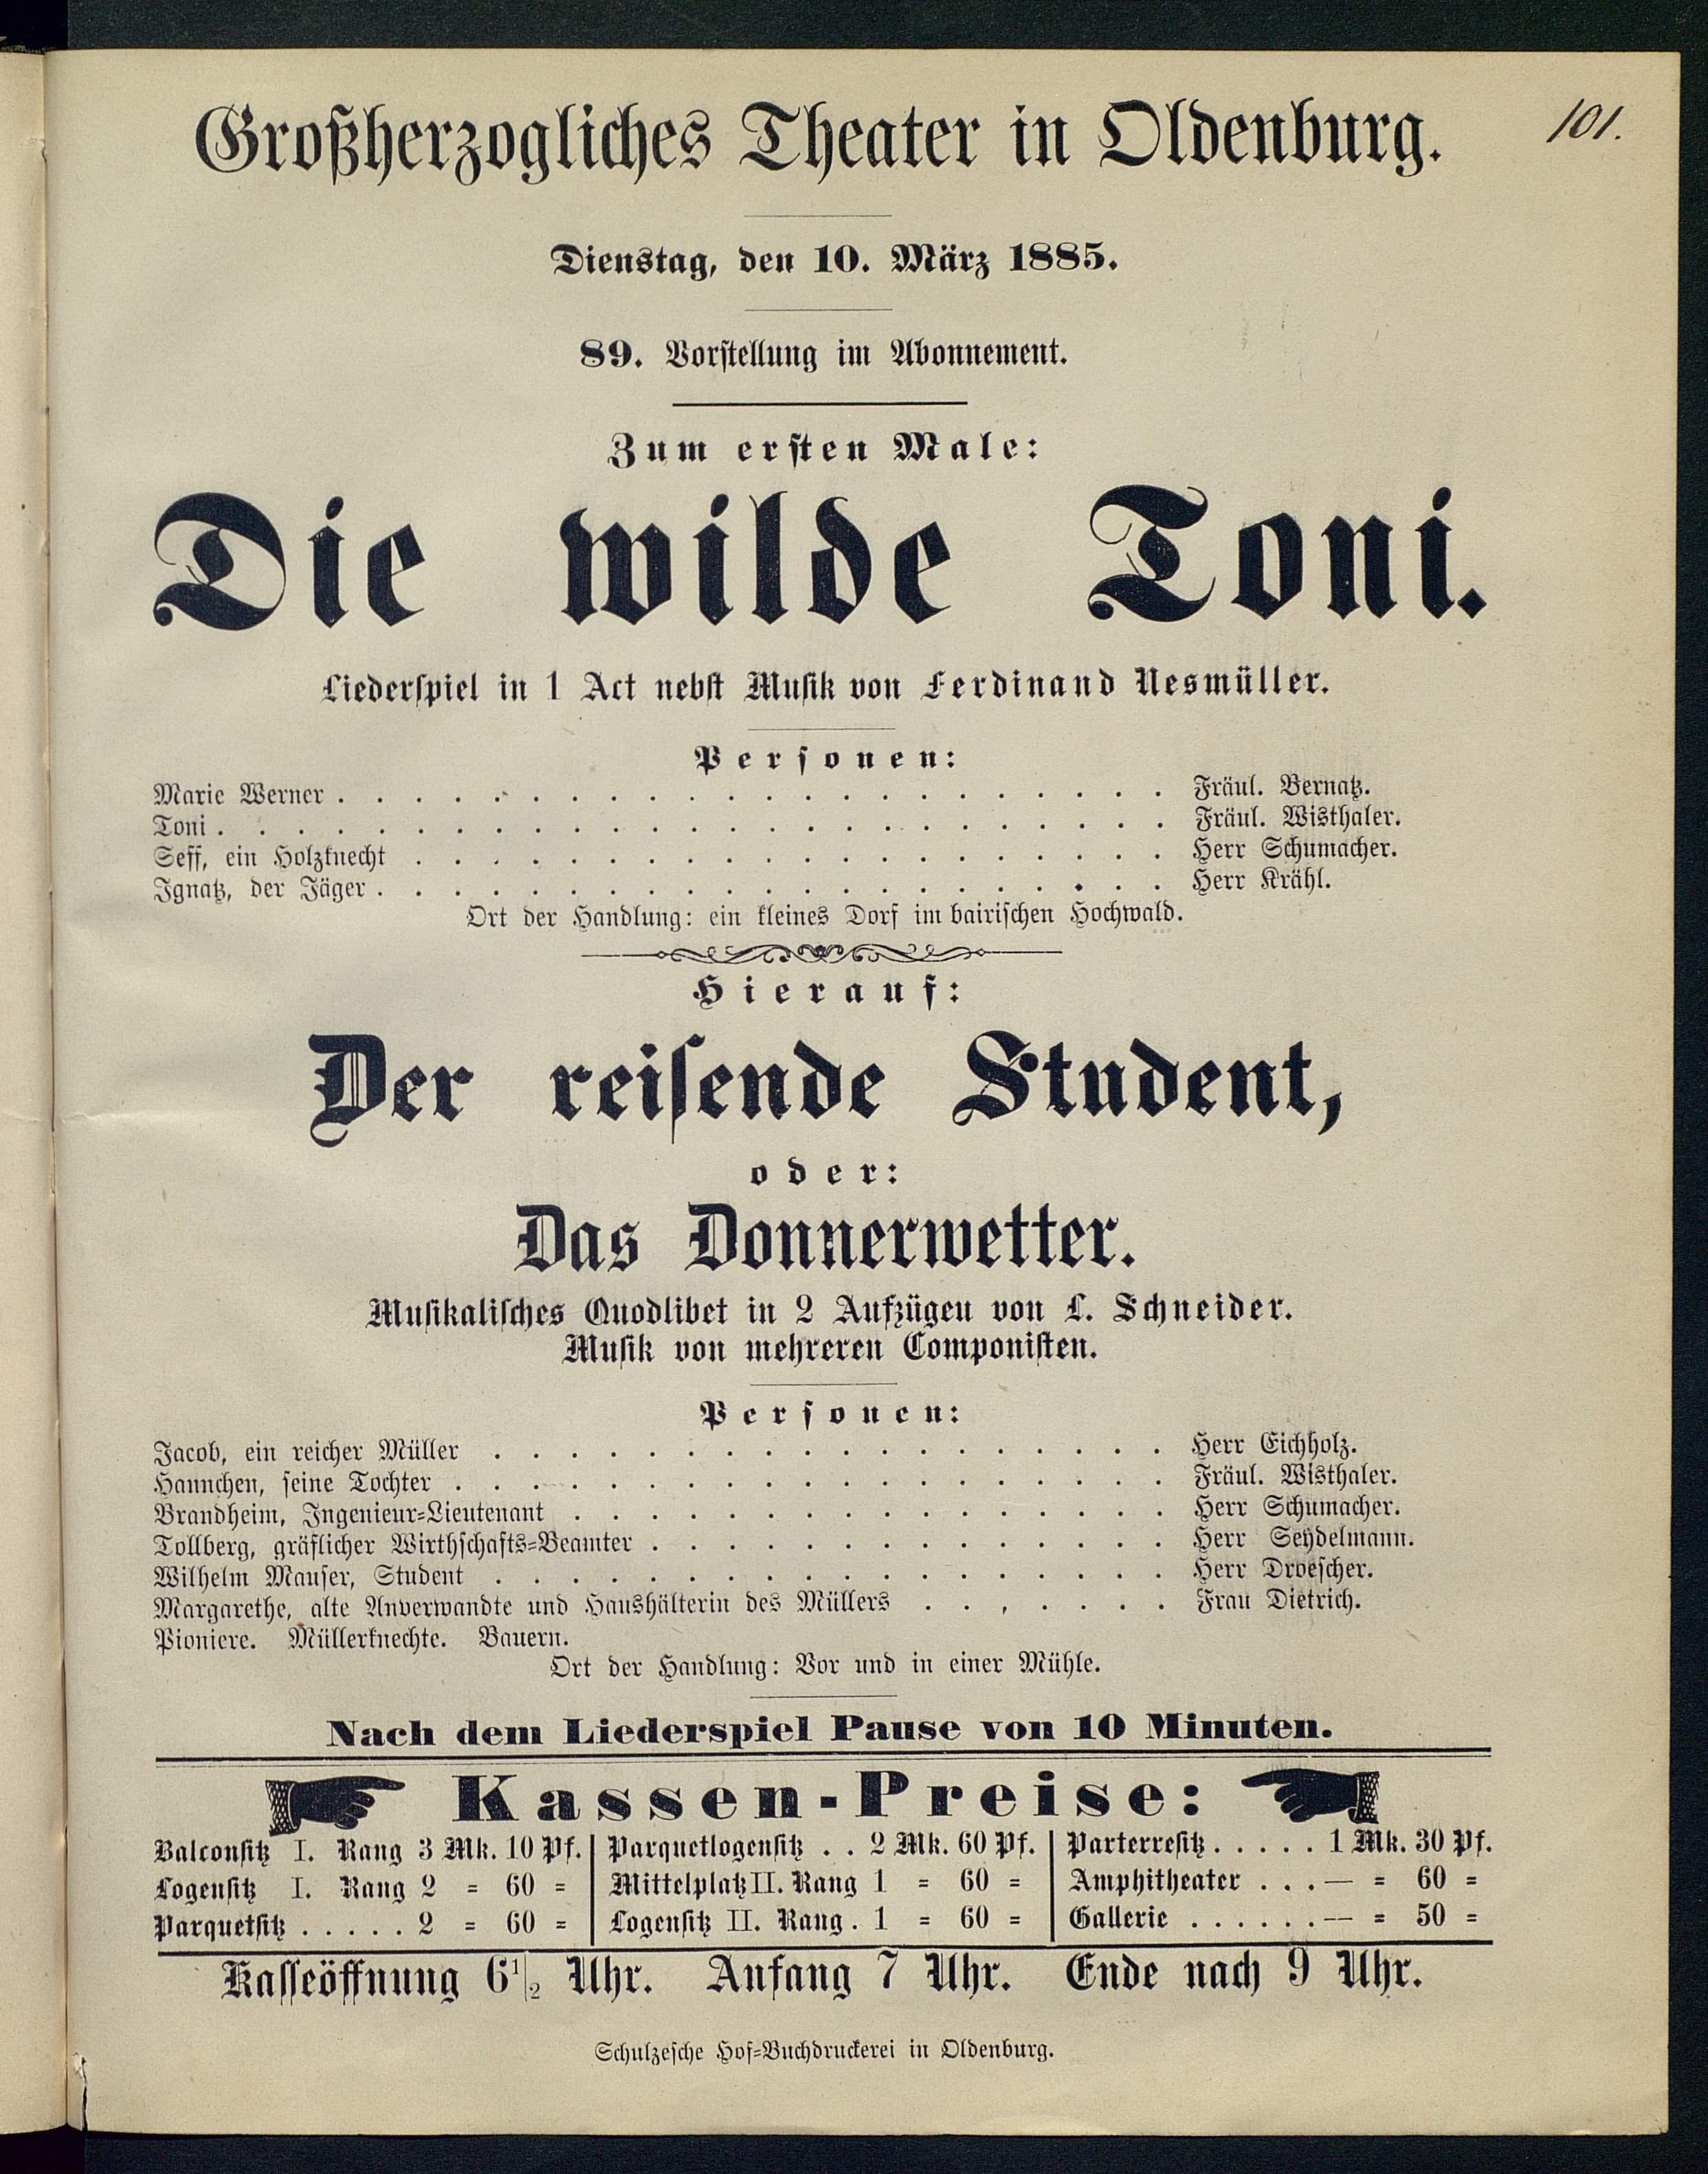 Großherzogliches Theater in Oldenburg.
101.
Dienstag, den 10. März 1885.
89. Vorstellung im Abonnement.
Zum ersten Male:
Die wilde Toni.
Liederspiel in 1 Act nebst Musik von Ferdinand Nesmüller.
Personen:
Marie Werner . . . . . . . . . . . . . . . . . . . . . . Fräul. Bernatz.
Toni . . . . . . . . . . . . . . . . . . . . . . . . . Fräul. Wisthaler.
Seff, ein Holzknecht . . . . . . . . . . . . . . . . . . . . Herr Schumacher.
Ignatz, der Jäger . . . . . . . . . . . . . . . . . . . . . Herr Krähl.
Ort der Handlung: ein kleines Dorf im bairischen Hochwald.
Hierauf:
Der reisende Student,
oder:
Das Donnerwetter.
Musikalisches Quodlibet in 2 Aufzügen von L. Schneider.
Musik von mehreren Componisten.
Personen:
Jacob, ein reicher Müller . . . . . . . . . . . . . . . . . . Herr Eichholz.
Hannchen, seine Tochter . . . . . . . . . . . . . . . . . . . Fräul. Wisthaler.
Brandheim, Ingenieur=Lieutenant . . . . . . . . . . . . . . . . Herr Schumacher.
Tollberg, gräflicher Wirthschafts=Beamter . . . . . . . . . . . . . . Herr Seydelmann.
Wilhelm Mauser, Student . . . . . . . . . . . . . . . . . . Herr Droescher.
Margarethe, alte Anverwandte und Haushälterin des Müllers . . , . . . . Frau Dietrich.
Pioniere. Müllerknechte. Bauern.
Ort der Handlung: Vor und in einer Mühle.
Nach dem Liederspiel Pause von 10 Minuten.
Kassen-Preise:
Balconsitz I. Rang 3 Mk. 10 Pf. | Parquetlogensitz . . 2 Mk. 60 Pf. | Parterresitz . . . . . 1 Mk. 30 Pf.
Logensitz I. Rang 2 = 60 = | Mittelplatz II. Rang 1 = 60 = | Amphitheater . . . — = 60 =
Parquetsitz . . . . . 2 = 60 = | Logensitz II. Rang . 1 = 60 = | Gallerie . . . . . . — = 50 =
Kasseöffnung 6 1/2 Uhr. Anfang 7 Uhr. Ende nach 9 Uhr.
Schulzesche Hof=Buchdruckerei in Oldenburg.